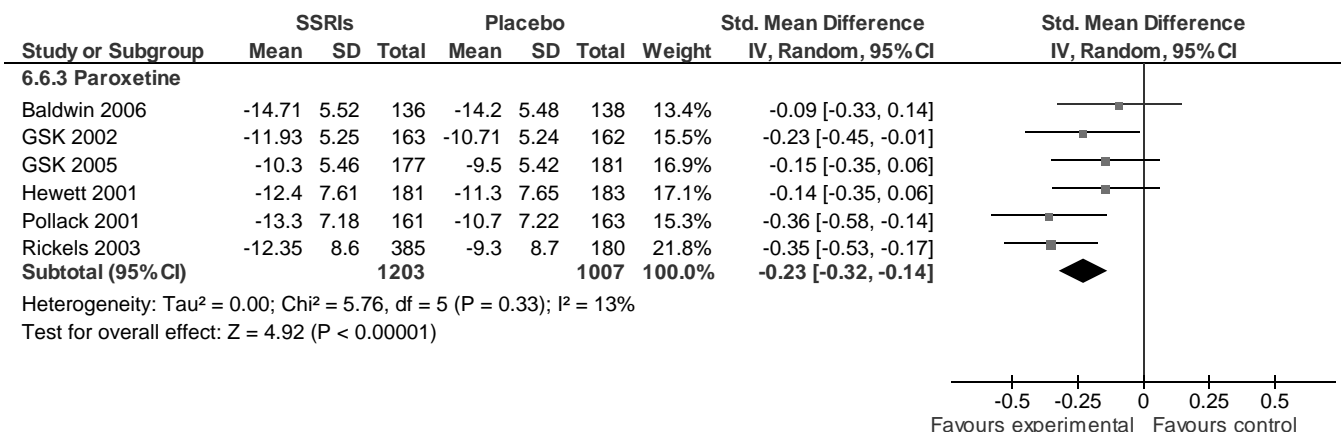 SSRIs Placebo Std. Mean Difference Std. Mean Difference
Study or Subgroup Mean SD Total Mean SD Total Weight IV, Random, 95% CI IV, Random, 95% CI
6.6.3 Paroxetine
Baldwin 2006 -14.71 5.52 136 -14.2 5.48 138 13.4% -0.09 [-0.33, 0.14]
GSK 2002 -11.93 5.25 163 -10.71 5.24 162 15.5% -0.23 [-0.45, -0.01]
GSK 2005 -10.3 5.46 177 -9.5 5.42 181 16.9% -0.15 [-0.35, 0.06]
Hewett 2001 -12.4 7.61 181 -11.3 7.65 183 17.1% -0.14 [-0.35, 0.06]
Pollack 2001 -13.3 7.18 161 -10.7 7.22 163 15.3% -0.36 [-0.58, -0.14]
Rickels 2003 -12.35 8.6 385 -9.3 8.7 180 21.8% -0.35 [-0.53, -0.17]
Subtotal (95% CI) 1203 1007 100.0% -0.23 [-0.32, -0.14]
Heterogeneity: Tau² = 0.00; Chi² = 5.76, df = 5 (P = 0.33); I² = 13%
Test for overall effect: Z = 4.92 (P < 0.00001)
-0.5 -0.25 0 0.25 0.5
Favours experimental Favours control